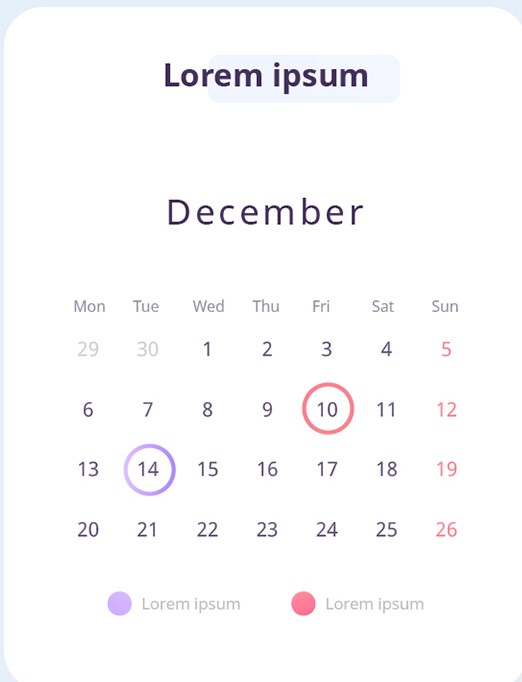 Lorem ipsum
December
Mon Tue Wed Thu Fri Sat Sun
29 30 1 2 3 4 5
6 7 8 9 10 11 12
13 14 15 16 17 18 19
20 21 22 23 24 25 26
Lorem ipsum Lorem ipsum